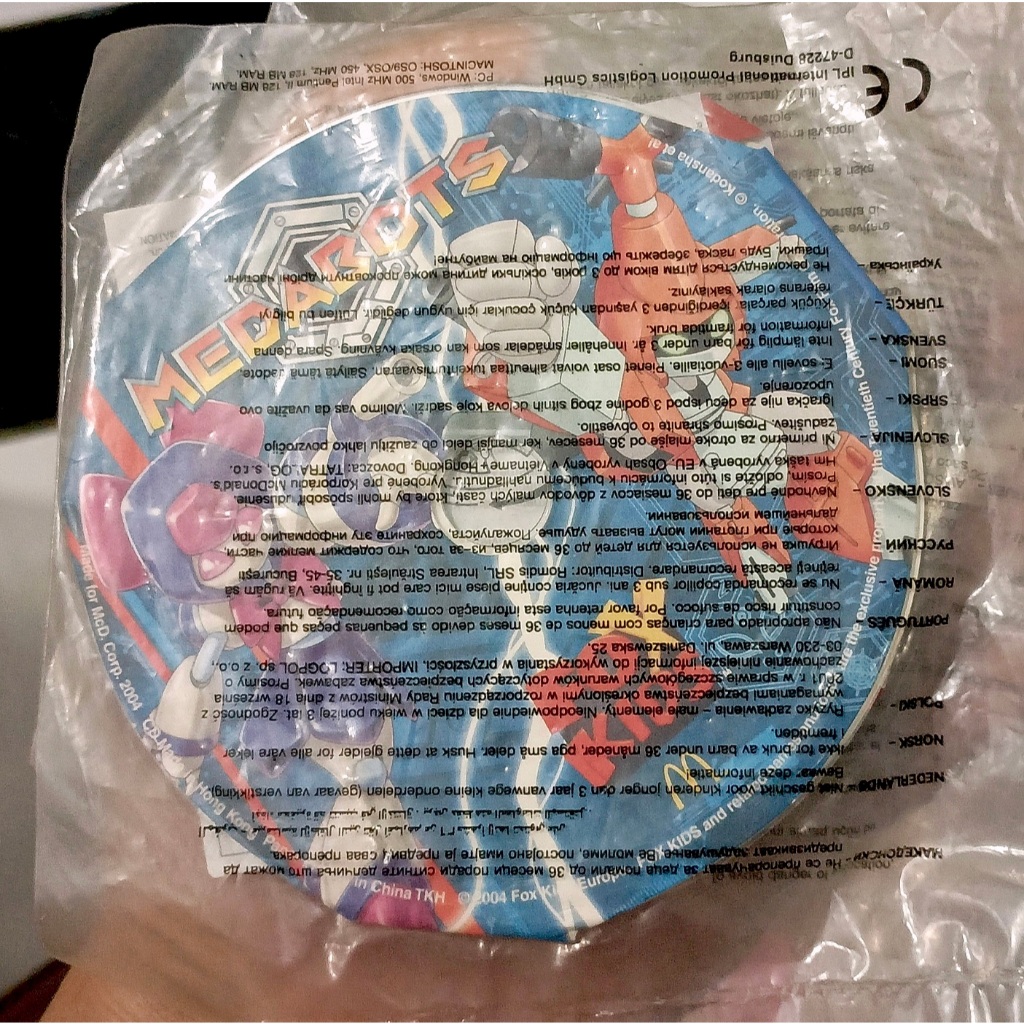 MEDABOTS
FOX
KIDS
Made for McD. Corp. 2004
Hong Kong
in China TKH © 2004 Fox
Europe
FOX KIDS and
are the exclusive
the Twentieth Century Fox
© Kodansha et al
IPL International Promotion Logistics GmbH
D-47228 Duisburg
CE
PC: Windows, 500 MHz Intel Pentium II, 128 MB RAM.
MACINTOSH: OS9/OSX, 450 MHz, 128 MB RAM.
МАКЕДОНСКИ – Не се препорачуват за деца помали од 36 месеци поради ситните делчиња што можат да
предизвикат задушување. Ве молиме, постојано имајте ја предвид оваа препорака.
NEDERLANDS – Niet geschikt voor kinderen jonger dan 3 jaar vanwege kleine onderdelen (gevaar van verstikking).
Bewaar deze informatie!
NORSK – Ikke for bruk av barn under 36 måneder, pga små deler. Husk at dette gjelder for alle våre leker
i fremtiden.
POLSKI – Ryzyko zadławienia – małe elementy. Nieodpowiednie dla dzieci w wieku poniżej 3 lat. Zgodność z
wymaganiami bezpieczeństwa określonymi w rozporządzeniu Rady Ministrów z dnia 18 września
2001 r. w sprawie szczegółowych warunków dotyczących bezpieczeństwa zabawek. Prosimy o
zachowanie niniejszej informacji do wykorzystania w przyszłości. IMPORTER: LOGPOL sp. z o.o.,
03-230 Warszawa, ul. Daniszewska 25.
PORTUGUÊS – Não apropriado para crianças com menos de 36 meses devido às pequenas peças que podem
constituir risco de sufoco. Por favor retenha esta informação como recomendação futura.
ROMÂNĂ – Nu se recomandă copiilor sub 3 ani. Jucăria conține piese mici care pot fi înghițite. Vă rugăm să
rețineți această recomandare. Distribuitor: Romdis SRL, Intrarea Străulești nr. 35-45, București
РУССКИЙ – Игрушка не используется для детей до 36 месяцев, из-за того, что содержит мелкие части,
которые при глотании могут вызвать удушье. Пожалуйста, сохраните эту информацию при
дальнейшем использовании.
SLOVENSKO – Nevhodné pre deti do 36 mesiacov z dôvodov malých častí, ktoré by mohli spôsobiť udusenie.
Prosím, odložte si túto informáciu k budúcemu nahliadnutiu. Vyrobené pre Korporáciu McDonald's.
Hm taška vyrobená v EU. Obsah vyrobený v Vietname + Hongkong. Dovozca: TATRALOG, s.r.o.
SLOVENIJA – Ni primerno za otroke mlajše od 36 mesecev, ker manjši delci ob zaužitju lahko povzročijo
zadušitev. Prosimo shranite to obvestilo.
SRPSKI – Igračka nije za decu ispod 3 godine zbog sitnih delova koje sadrži. Molimo vas da uvažite ovo
upozorenje.
SUOMI – Ei sovellu alle 3-vuotiaille. Pienet osat voivat aiheuttaa tukehtumisvaaran. Säilytä tämä tiedote.
SVENSKA – Inte lämplig för barn under 3 år. Innehåller smådelar som kan orsaka kvävning. Spara denna
information för framtida bruk.
TÜRKÇE – Küçük parçalar içerdiğinden 3 yaşından küçük çocuklar için uygun değildir. Lütfen bu bilgiyi
referans olarak saklayınız.
Українська – Не рекомендується дітям віком до 3 років, оскільки дитина може проковтнути дрібні частини
іграшки. Будь ласка, збережіть цю інформацію на майбутнє!